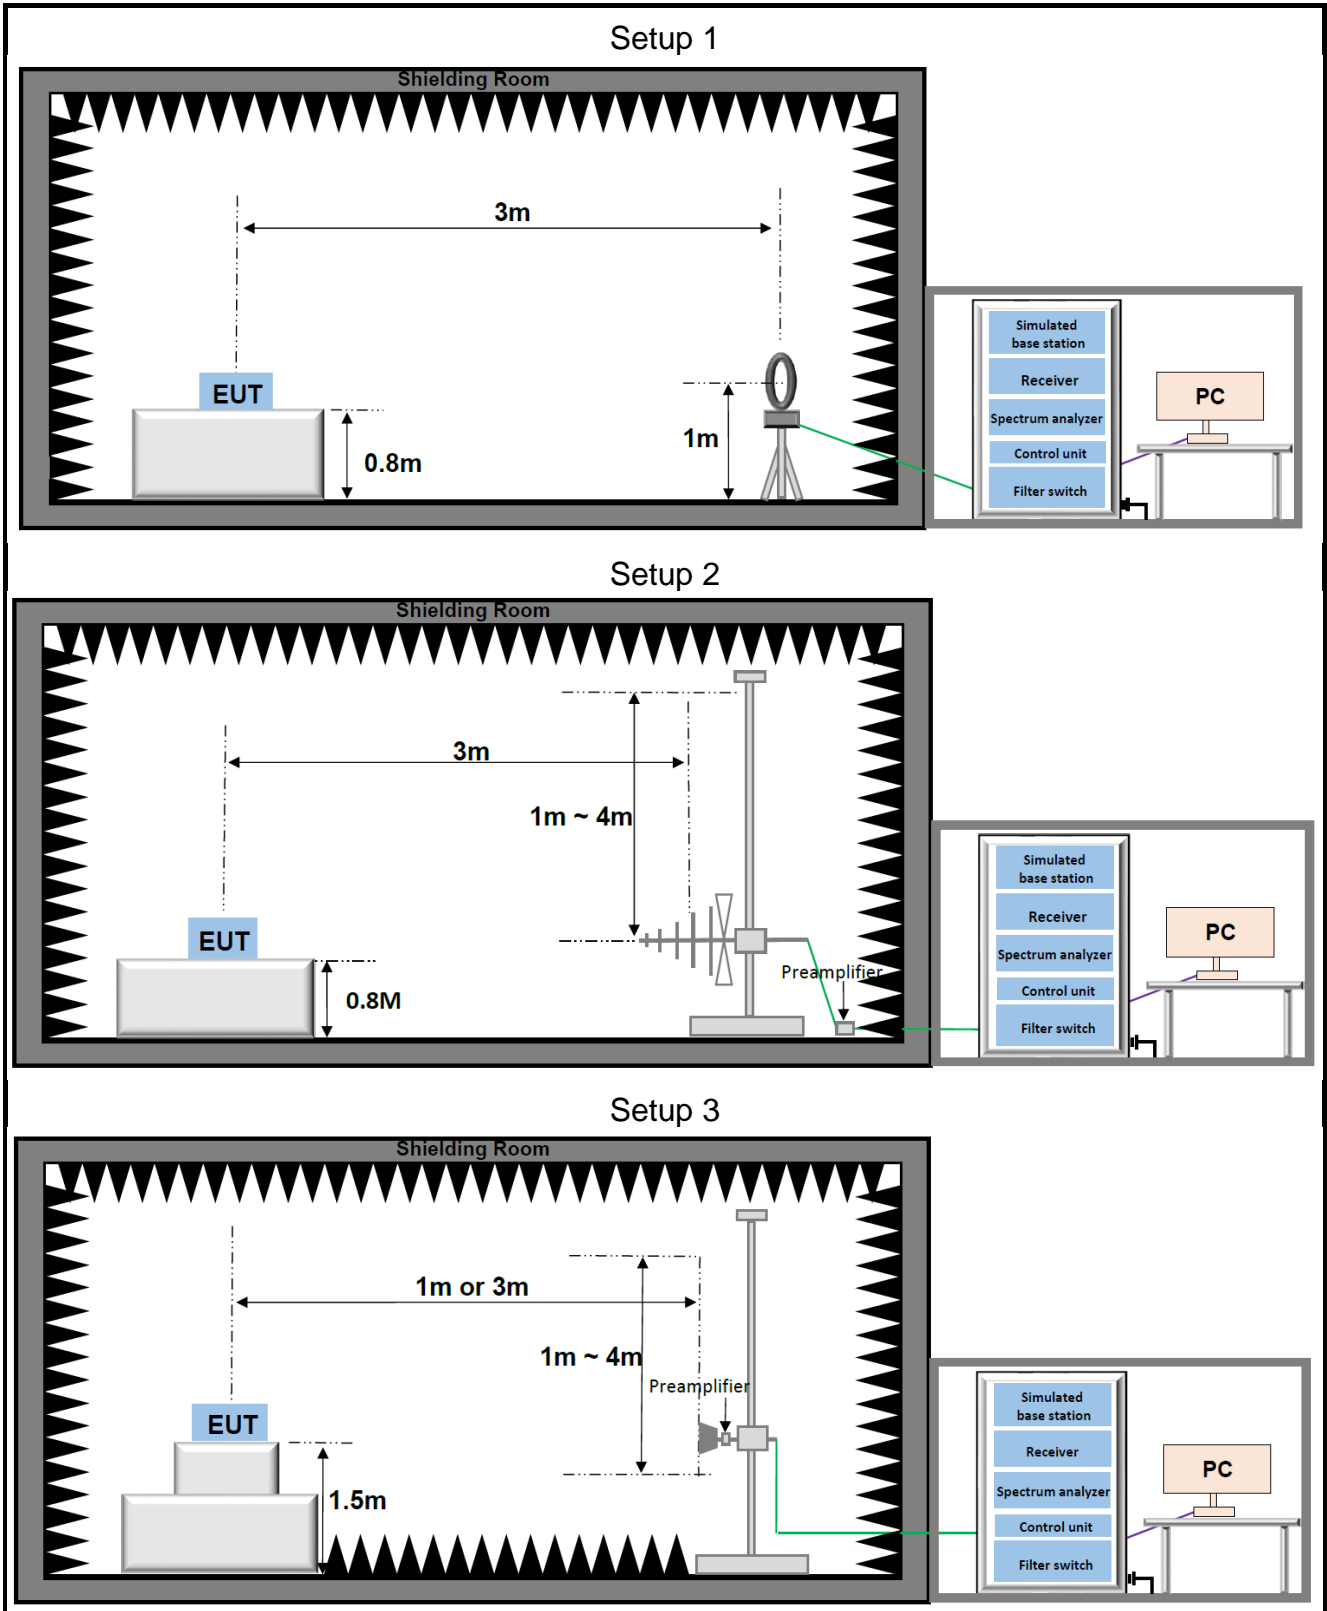 Setup 1
Shielding Room
3m
EUT
0.8m
1m
Simulated
base station
Receiver
Spectrum analyzer
Control unit
Filter switch
PC
Setup 2
Shielding Room
3m
1m ~ 4m
EUT
0.8M
Preamplifier
Simulated
base station
Receiver
Spectrum analyzer
Control unit
Filter switch
PC
Setup 3
Shielding Room
1m or 3m
1m ~ 4m
Preamplifier
EUT
1.5m
Simulated
base station
Receiver
Spectrum analyzer
Control unit
Filter switch
PC